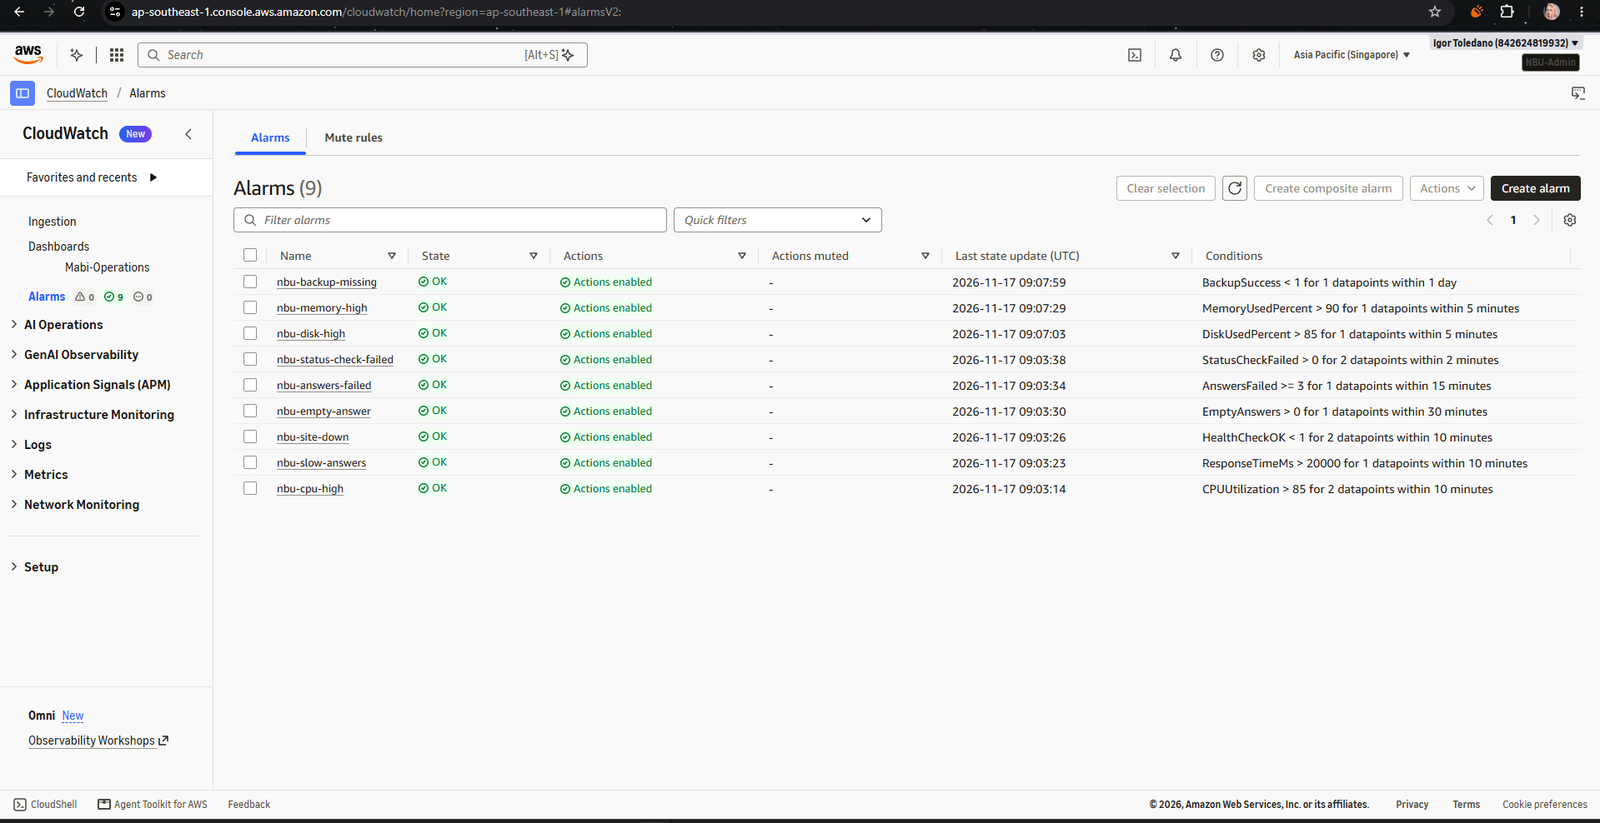 ap-southeast-1.console.aws.amazon.com/cloudwatch/home?region=ap-southeast-1#alarmsV2:
aws
Search [Alt+S]
Asia Pacific (Singapore)
Igor Toledano (842624819932)
NBU-Admin
CloudWatch / Alarms
CloudWatch New
Favorites and recents
Ingestion
Dashboards
Mabi-Operations
Alarms 0 9 0
AI Operations
GenAI Observability
Application Signals (APM)
Infrastructure Monitoring
Logs
Metrics
Network Monitoring
Setup
Omni New
Observability Workshops
Alarms Mute rules
Alarms (9)
Clear selection Create composite alarm Actions Create alarm
Filter alarms Quick filters 1
Name State Actions Actions muted Last state update (UTC) Conditions
nbu-backup-missing OK Actions enabled - 2026-11-17 09:07:59 BackupSuccess < 1 for 1 datapoints within 1 day
nbu-memory-high OK Actions enabled - 2026-11-17 09:07:29 MemoryUsedPercent > 90 for 1 datapoints within 5 minutes
nbu-disk-high OK Actions enabled - 2026-11-17 09:07:03 DiskUsedPercent > 85 for 1 datapoints within 5 minutes
nbu-status-check-failed OK Actions enabled - 2026-11-17 09:03:38 StatusCheckFailed > 0 for 2 datapoints within 2 minutes
nbu-answers-failed OK Actions enabled - 2026-11-17 09:03:34 AnswersFailed >= 3 for 1 datapoints within 15 minutes
nbu-empty-answer OK Actions enabled - 2026-11-17 09:03:30 EmptyAnswers > 0 for 1 datapoints within 30 minutes
nbu-site-down OK Actions enabled - 2026-11-17 09:03:26 HealthCheckOK < 1 for 2 datapoints within 10 minutes
nbu-slow-answers OK Actions enabled - 2026-11-17 09:03:23 ResponseTimeMs > 20000 for 1 datapoints within 10 minutes
nbu-cpu-high OK Actions enabled - 2026-11-17 09:03:14 CPUUtilization > 85 for 2 datapoints within 10 minutes
CloudShell Agent Toolkit for AWS Feedback © 2026, Amazon Web Services, Inc. or its affiliates. Privacy Terms Cookie preferences